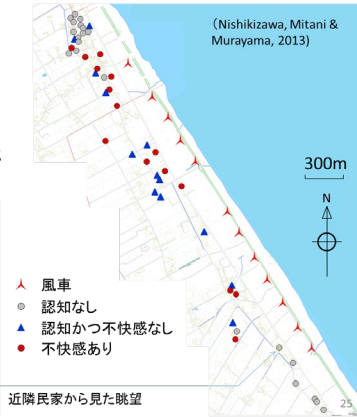 （Nishikizawa, Mitani &
Murayama, 2013)
300m
N
風車
認知なし
認知かつ不快感なし
不快感あり
近隣民家から見た眺望
25